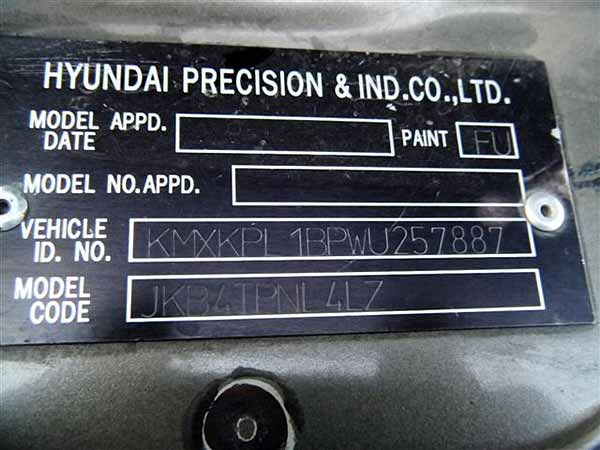 HYUNDAI PRECISION & IND.CO.,LTD.
MODEL APPD. DATE PAINT FU
MODEL NO.APPD.
VEHICLE ID. NO. KMXKPL1BPWU257887
MODEL CODE JKB4TPNL4LZ